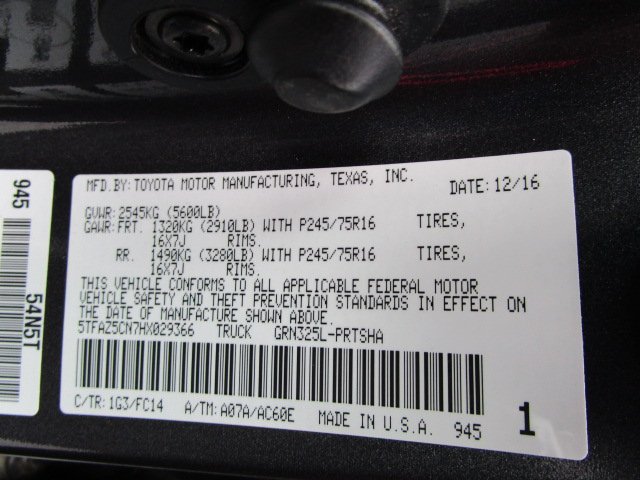 MFD.BY:TOYOTA MOTOR MANUFACTURING, TEXAS, INC. DATE: 12/16
GVWR:2545KG (5600LB)
GAWR:FRT. 1320KG (2910LB) WITH P245/75R16 TIRES,
16X7J RIMS.
RR. 1490KG (3280LB) WITH P245/75R16 TIRES,
16X7J RIMS.
THIS VEHICLE CONFORMS TO ALL APPLICABLE FEDERAL MOTOR
VEHICLE SAFETY AND THEFT PREVENTION STANDARDS IN EFFECT ON
THE DATE OF MANUFACTURE SHOWN ABOVE.
5TFAZ5CN7HX029366 TRUCK GRN325L-PRTSHA
C/TR: 1G3/FC14 A/TM: A07A/AC60E MADE IN U.S.A. 945 1
945
54N5T